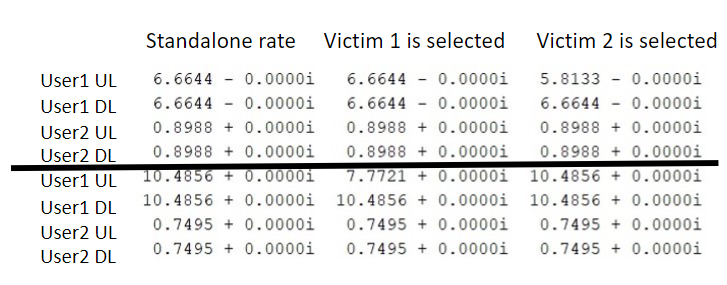 Standalone rate Victim 1 is selected Victim 2 is selected
User1 UL 6.6644 - 0.0000i 6.6644 - 0.0000i 5.8133 - 0.0000i
User1 DL 6.6644 - 0.0000i 6.6644 - 0.0000i 6.6644 - 0.0000i
User2 UL 0.8988 + 0.0000i 0.8988 + 0.0000i 0.8988 + 0.0000i
User2 DL 0.8988 + 0.0000i 0.8988 + 0.0000i 0.8988 + 0.0000i
User1 UL 10.4856 + 0.0000i 7.7721 + 0.0000i 10.4856 + 0.0000i
User1 DL 10.4856 + 0.0000i 10.4856 + 0.0000i 10.4856 + 0.0000i
User2 UL 0.7495 + 0.0000i 0.7495 + 0.0000i 0.7495 + 0.0000i
User2 DL 0.7495 + 0.0000i 0.7495 + 0.0000i 0.7495 + 0.0000i